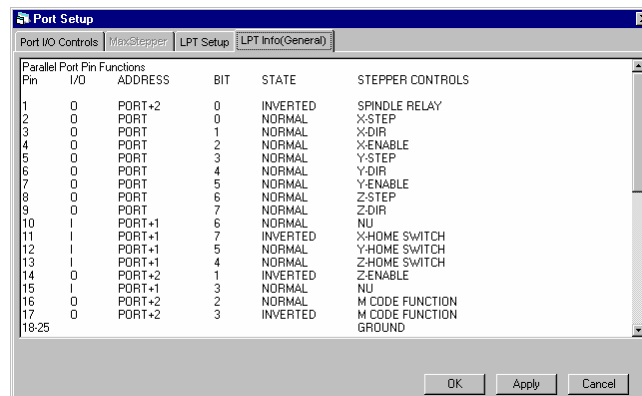 Port Setup
Port I/O Controls MaxStepper LPT Setup LPT Info(General)
Parallel Port Pin Functions
Pin I/O ADDRESS BIT STATE STEPPER CONTROLS
1 O PORT+2 0 INVERTED SPINDLE RELAY
2 O PORT 0 NORMAL X-STEP
3 O PORT 1 NORMAL X-DIR
4 O PORT 2 NORMAL X-ENABLE
5 O PORT 3 NORMAL Y-STEP
6 O PORT 4 NORMAL Y-DIR
7 O PORT 5 NORMAL Y-ENABLE
8 O PORT 6 NORMAL Z-STEP
9 O PORT 7 NORMAL Z-DIR
10 I PORT+1 6 NORMAL NU
11 I PORT+1 7 INVERTED X-HOME SWITCH
12 I PORT+1 5 NORMAL Y-HOME SWITCH
13 I PORT+1 4 NORMAL Z-HOME SWITCH
14 O PORT+2 1 INVERTED Z-ENABLE
15 I PORT+1 3 NORMAL NU
16 O PORT+2 2 NORMAL M CODE FUNCTION
17 O PORT+2 3 INVERTED M CODE FUNCTION
18-25 GROUND
OK Apply Cancel